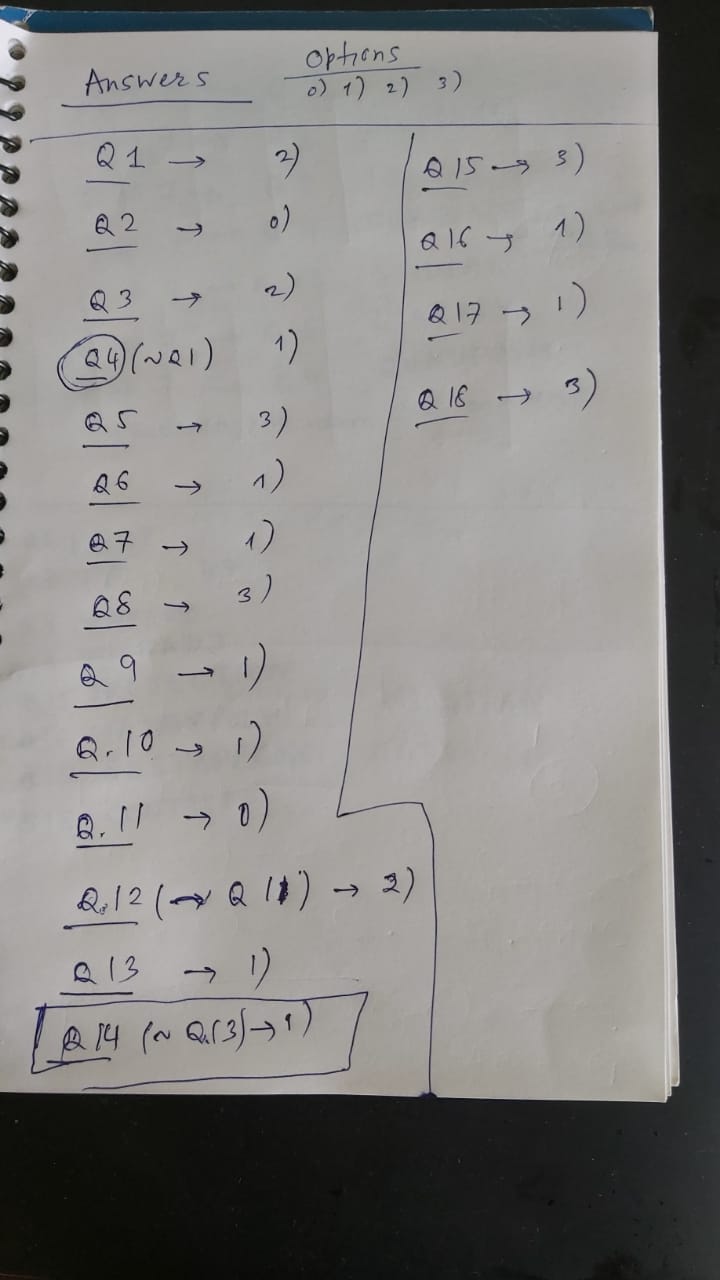 Answers
Options
0) 1) 2) 3)
Q1 → 2)
Q2 → 0)
Q3 → 2)
Q4 (~Q1) 1)
Q5 → 3)
Q6 → 1)
Q7 → 1)
Q8 → 3)
Q9 → 1)
Q.10 → 1)
Q.11 → 0)
Q.12 (~ Q11) → 2)
Q13 → 1)
Q14 (~ Q.13) → 1)
Q15 → 3)
Q16 → 1)
Q17 → 1)
Q18 → 3)